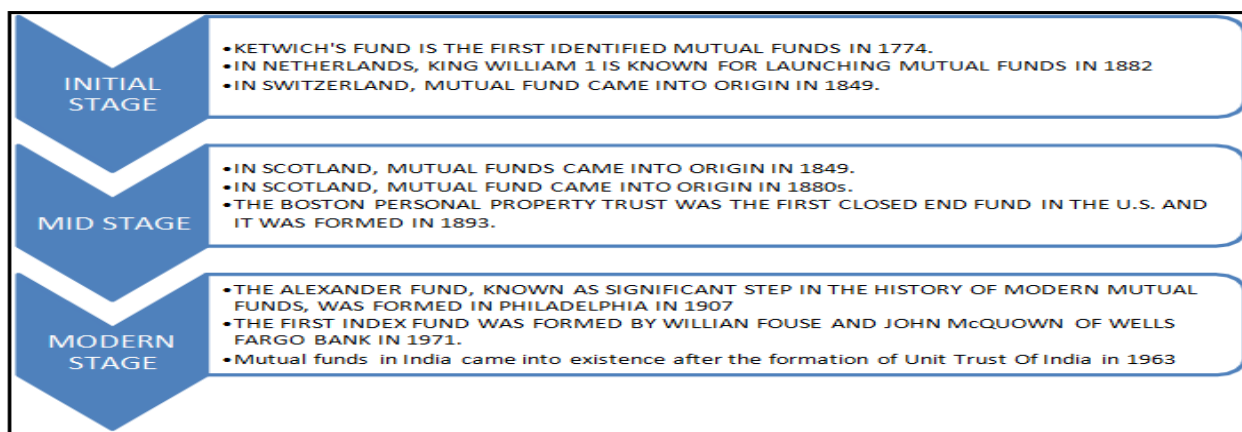 INITIAL
STAGE
•KETWICH'S FUND IS THE FIRST IDENTIFIED MUTUAL FUNDS IN 1774.
•IN NETHERLANDS, KING WILLIAM 1 IS KNOWN FOR LAUNCHING MUTUAL FUNDS IN 1882
•IN SWITZERLAND, MUTUAL FUND CAME INTO ORIGIN IN 1849.
MID STAGE
•IN SCOTLAND, MUTUAL FUNDS CAME INTO ORIGIN IN 1849.
•IN SCOTLAND, MUTUAL FUND CAME INTO ORIGIN IN 1880s.
•THE BOSTON PERSONAL PROPERTY TRUST WAS THE FIRST CLOSED END FUND IN THE U.S. AND
IT WAS FORMED IN 1893.
MODERN
STAGE
•THE ALEXANDER FUND, KNOWN AS SIGNIFICANT STEP IN THE HISTORY OF MODERN MUTUAL
FUNDS, WAS FORMED IN PHILADELPHIA IN 1907
•THE FIRST INDEX FUND WAS FORMED BY WILLIAN FOUSE AND JOHN McQUOWN OF WELLS
FARGO BANK IN 1971.
•Mutual funds in India came into existence after the formation of Unit Trust Of India in 1963